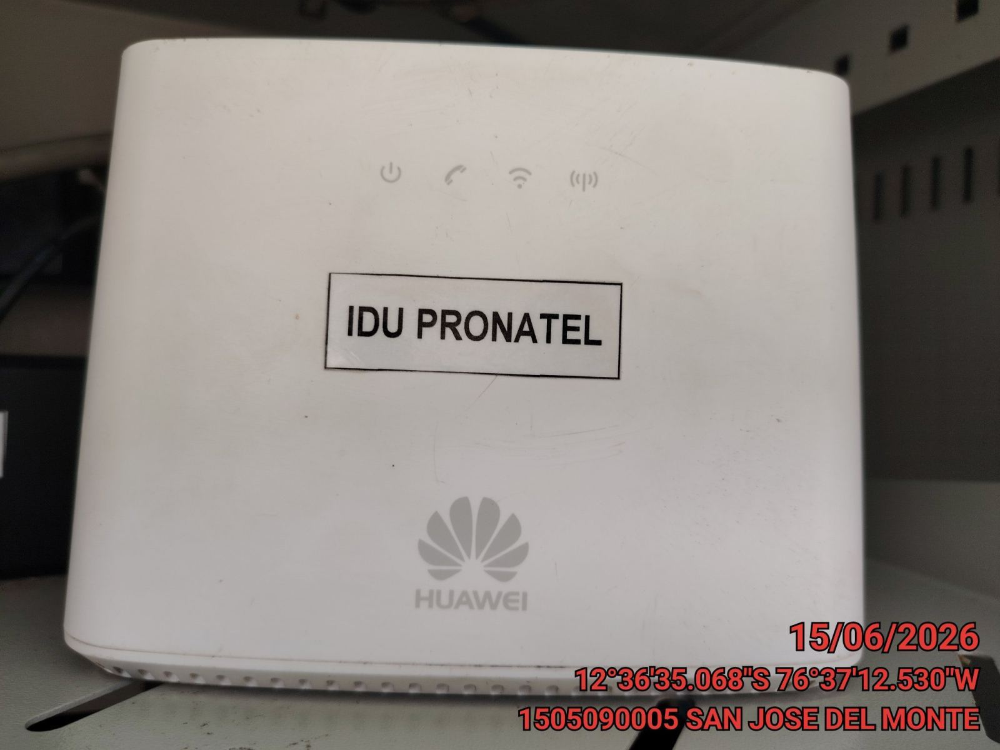 IDU PRONATEL
HUAWEI
15/06/2026
12°36'35.068"S 76°37'12.530"W
1505090005 SAN JOSE DEL MONTE